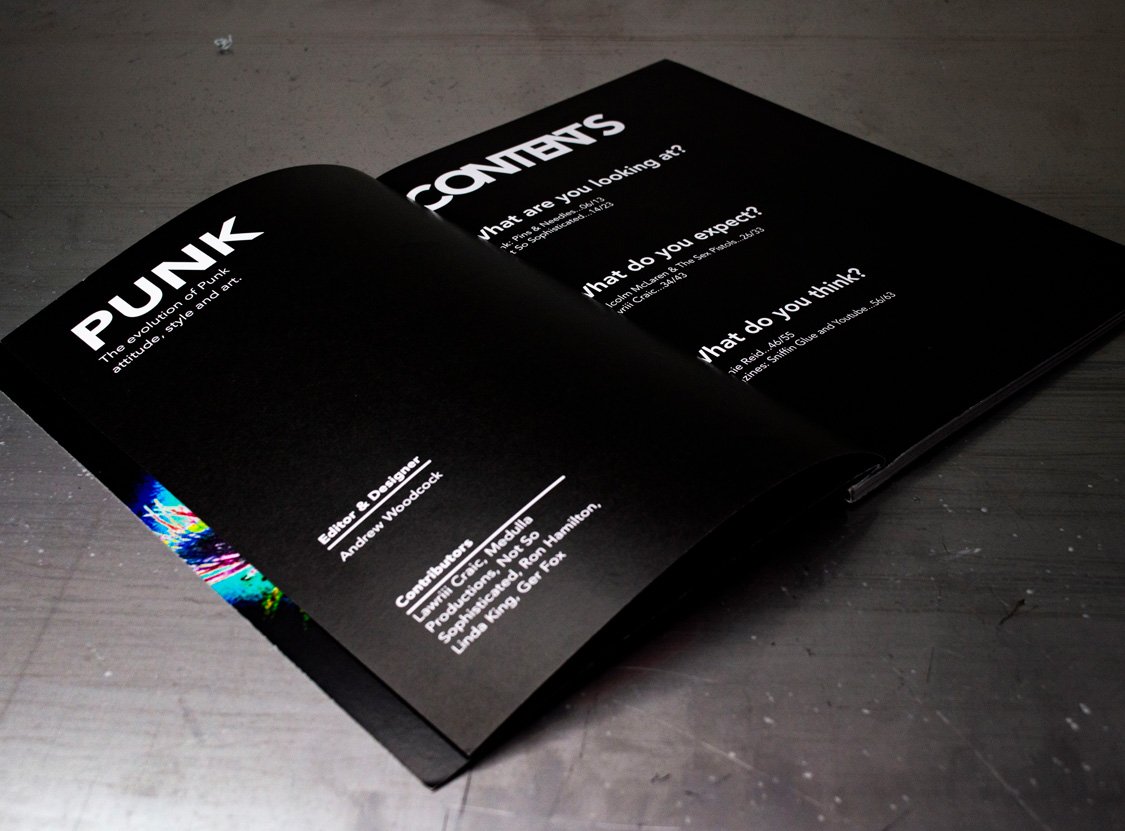 PUNK
The evolution of Punk
attitude, style and art.
Editor & Designer
Andrew Woodcock
Contributors
Lawriii Craic, Medulla
Productions, Not So
Sophisticated, Ron Hamilton,
Linda King, Ger Fox
CONTENTS
What are you looking at?
Pins & Needles...06/13
So Sophisticated...14/23
What do you expect?
McLaren & The Sex Pistols...26/33
Craic...34/43
What do you think?
Reid...46/55
Sniffin Glue and Youtube...56/63